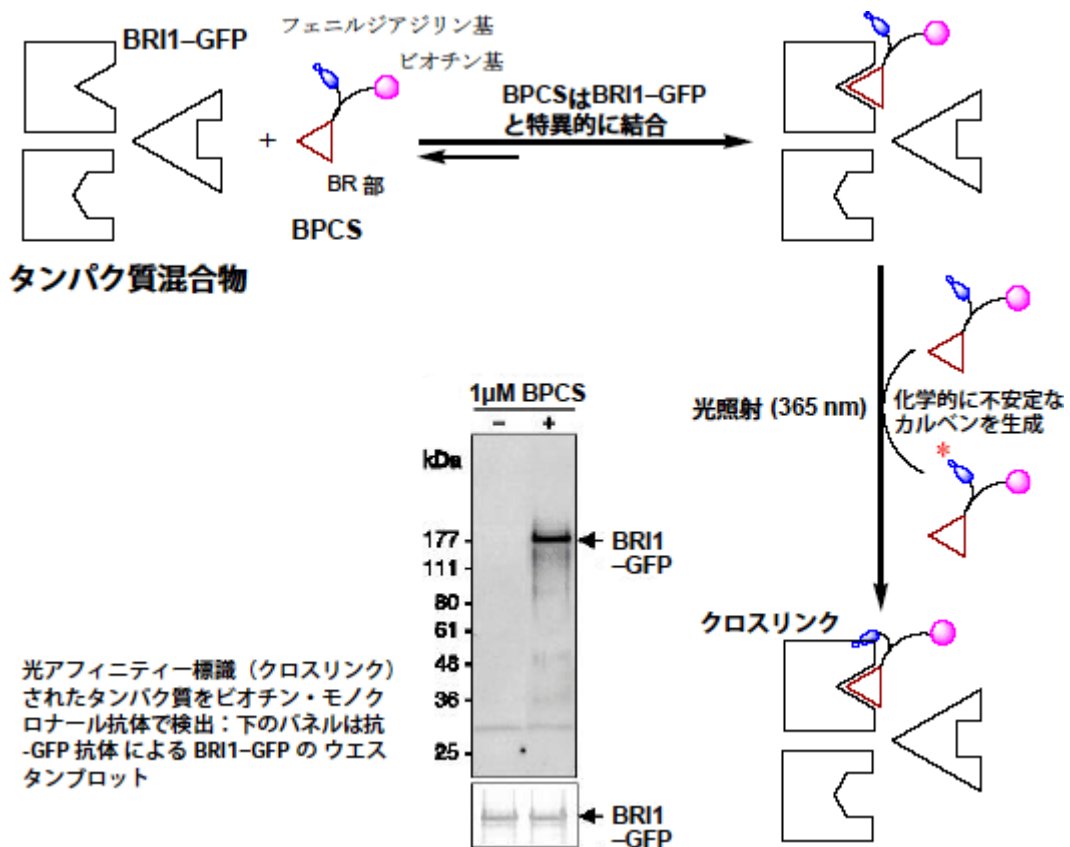 BRI1–GFP
フェニルジアジリン基
ビオチン基
+
BR 部
BPCS
BPCSはBRI1–GFP
と特異的に結合
タンパク質混合物
光照射 (365 nm)
化学的に不安定な
カルベンを生成
*
1μM BPCS
– +
kDa
177
111
80
61
48
36
25
BRI1
–GFP
BRI1
–GFP
クロスリンク
光アフィニティー標識（クロスリンク）
されたタンパク質をビオチン・モノク
ロナール抗体で検出：下のパネルは抗
-GFP 抗体 による BRI1–GFP の ウエス
タンブロット